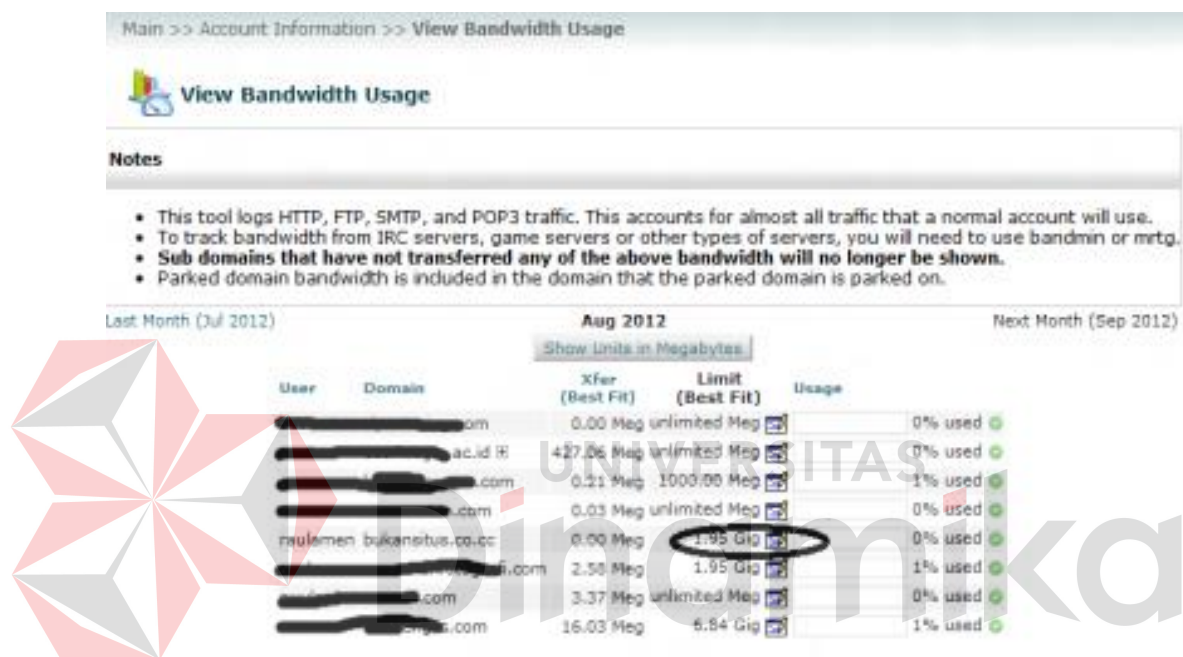 Main >> Account Information >> View Bandwidth Usage
View Bandwidth Usage
Notes
• This tool logs HTTP, FTP, SMTP, and POP3 traffic. This accounts for almost all traffic that a normal account will use.
• To track bandwidth from IRC servers, game servers or other types of servers, you will need to use bandmin or mrtg.
• Sub domains that have not transferred any of the above bandwidth will no longer be shown.
• Parked domain bandwidth is included in the domain that the parked domain is parked on.
Last Month (Jul 2012) Aug 2012 Next Month (Sep 2012)
Show Units in Megabytes
User Domain Xfer (Best Fit) Limit (Best Fit) Usage
om 0.00 Meg unlimited Meg 0% used
ac.id 427.06 Meg unlimited Meg 0% used
.com 0.21 Meg 1000.00 Meg 1% used
.com 0.03 Meg unlimited Meg 0% used
raulamen bukansitus.co.cc 0.00 Meg 1.95 Gig 0% used
fi.com 2.58 Meg 1.95 Gig 1% used
.com 3.37 Meg unlimited Meg 0% used
s.com 16.03 Meg 6.84 Gig 1% used
UNIVERSITAS
Dinamika